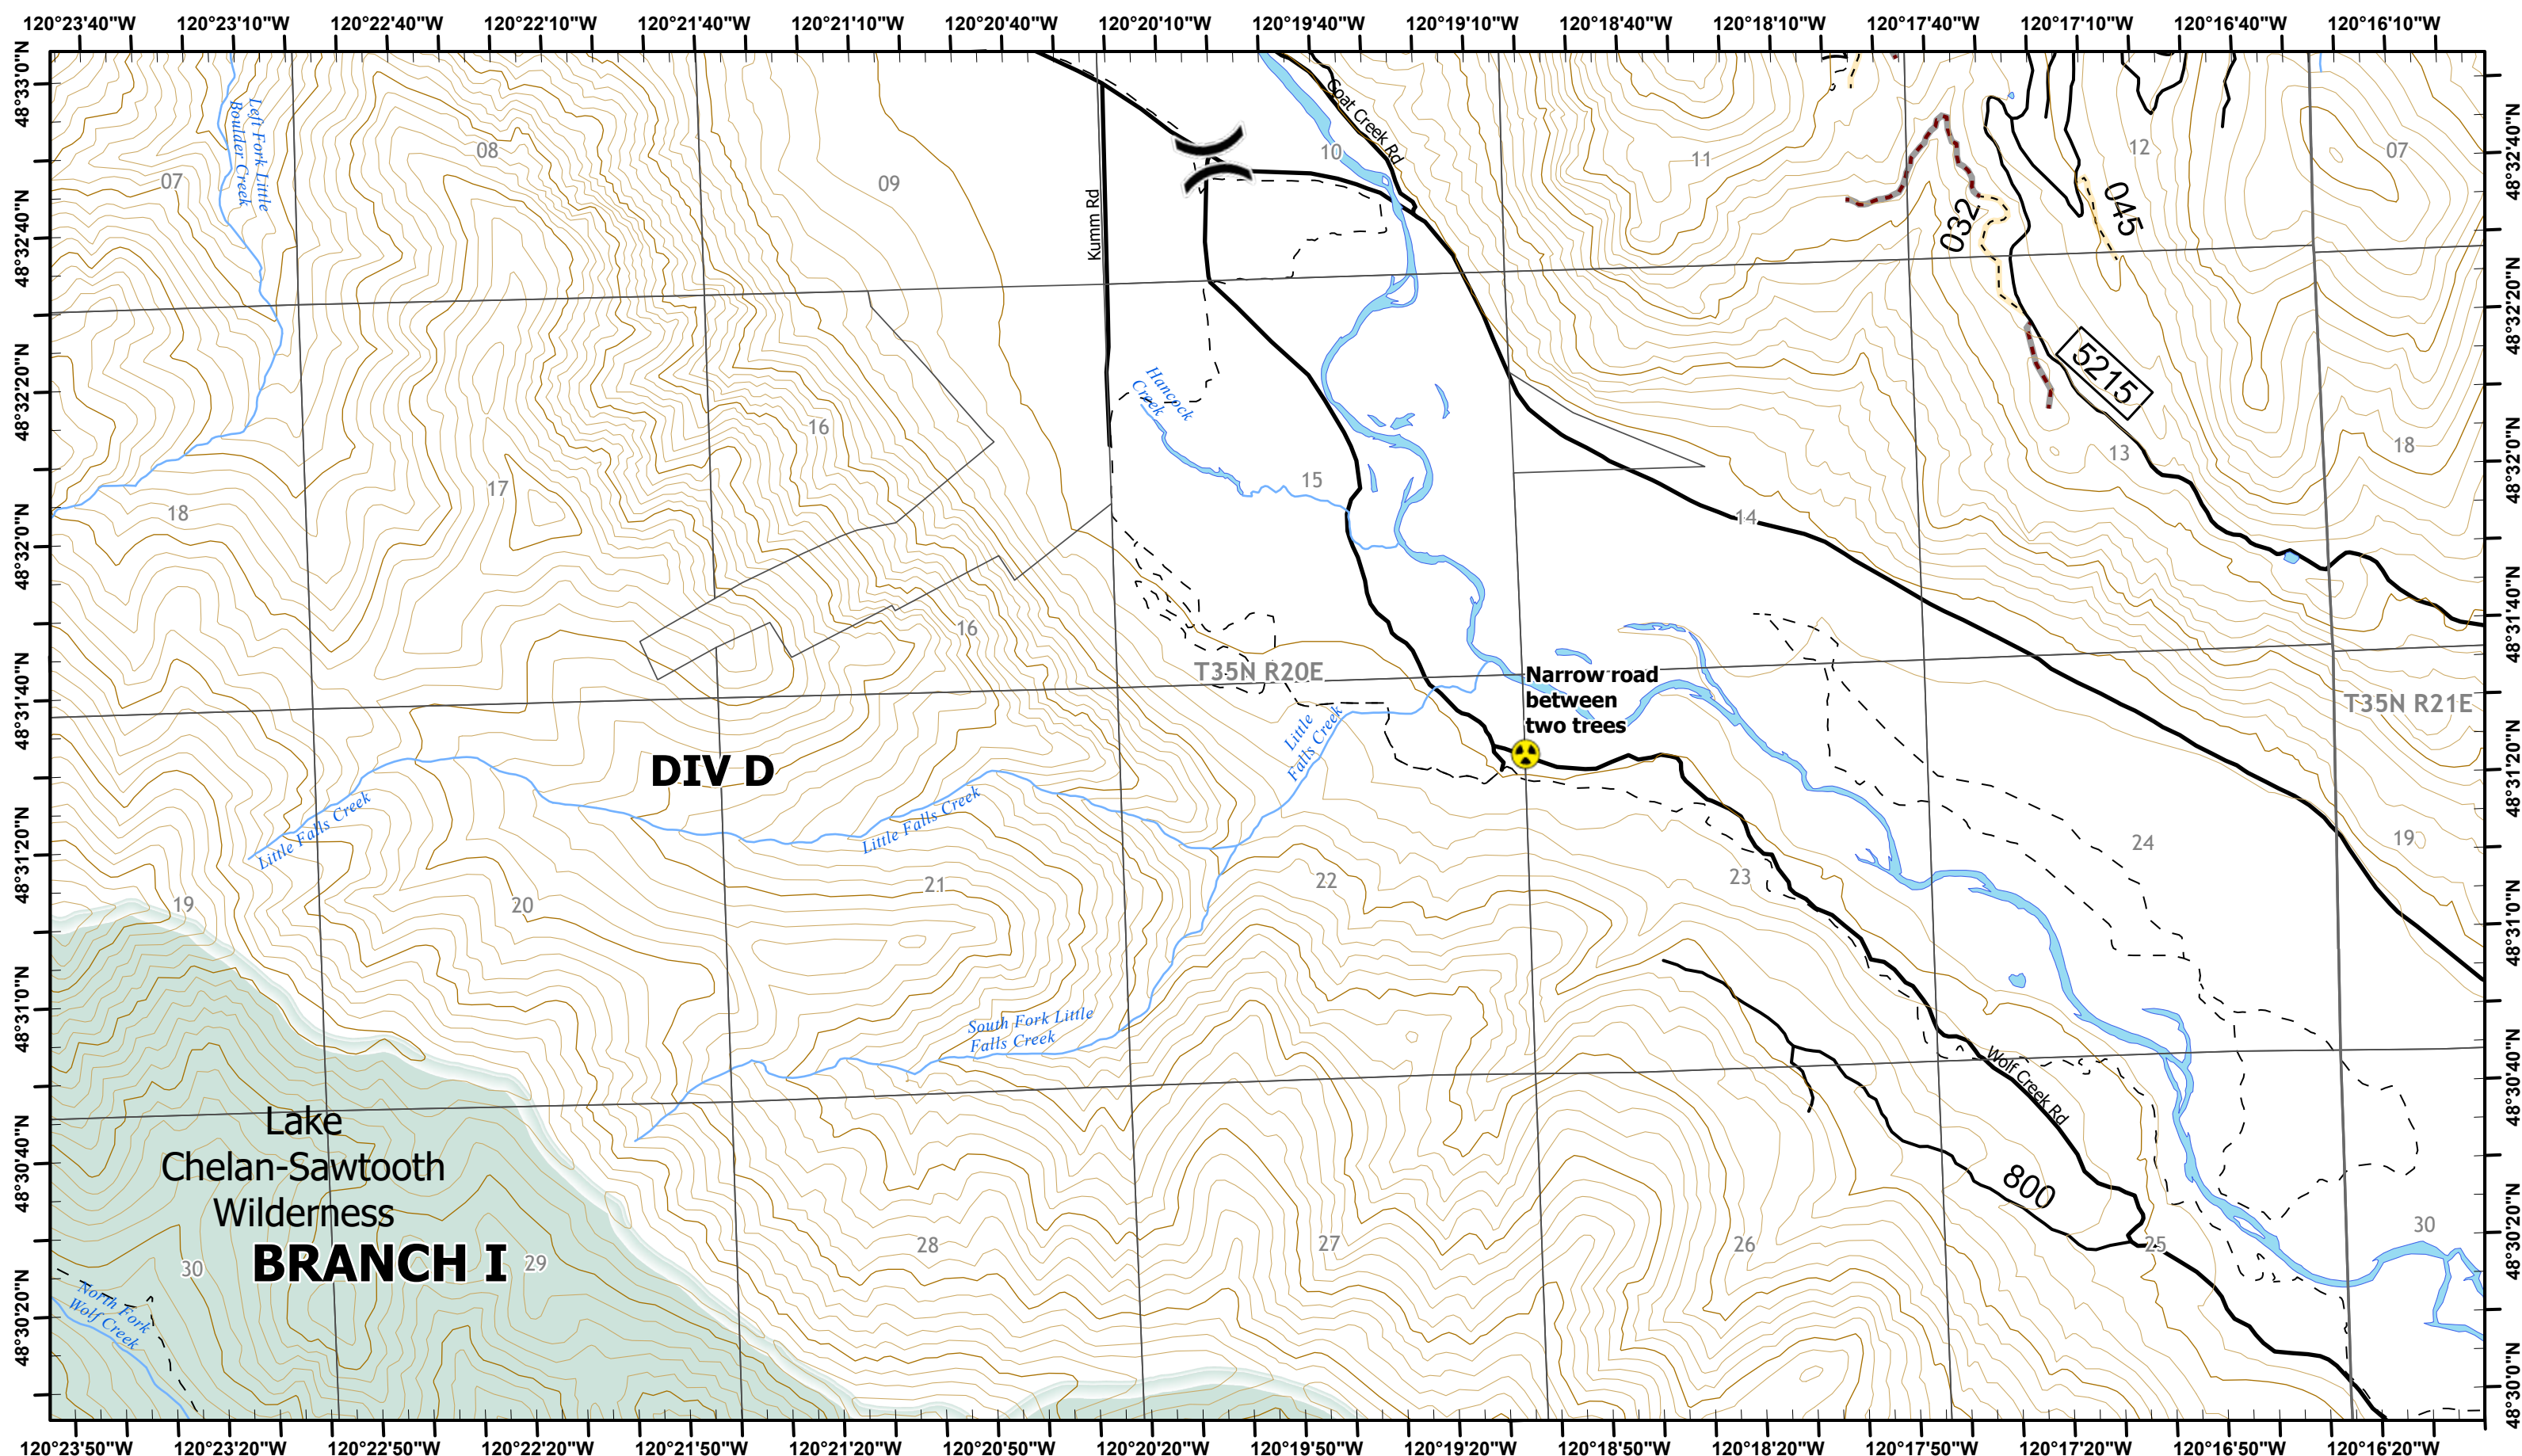 120°23'40"W 120°23'10"W 120°22'40"W 120°22'10"W 120°21'40"W 120°21'10"W 120°20'40"W 120°20'10"W 120°19'40"W 120°19'10"W 120°18'40"W 120°18'10"W 120°17'40"W 120°17'10"W 120°16'40"W 120°16'10"W
48°33'0"N
48°32'40"N
48°32'20"N
48°32'0"N
48°31'40"N
48°31'20"N
48°31'0"N
48°30'40"N
48°30'20"N
Left Fork Little
Boulder Creek
07
08
09
10
11
12
07
Goat Creek Rd
Kumm Rd
032
045
5215
Hancock
Creek
18
17
16
15
14
13
18
16
T35N R20E
Narrow road
between
two trees
T35N R21E
DIV D
Little Falls Creek
Little Falls Creek
Little
Falls Creek
19
20
21
22
23
24
19
South Fork Little
Falls Creek
Wolf Creek Rd
800
Lake
Chelan-Sawtooth
Wilderness
BRANCH I
30
29
28
27
26
25
30
North Fork
Wolf Creek
48°32'40"N
48°32'20"N
48°32'0"N
48°31'40"N
48°31'20"N
48°31'0"N
48°30'40"N
48°30'20"N
48°30'0"N
120°23'50"W 120°23'20"W 120°22'50"W 120°22'20"W 120°21'50"W 120°21'20"W 120°20'50"W 120°20'20"W 120°19'50"W 120°19'20"W 120°18'50"W 120°18'20"W 120°17'50"W 120°17'20"W 120°16'50"W 120°16'20"W